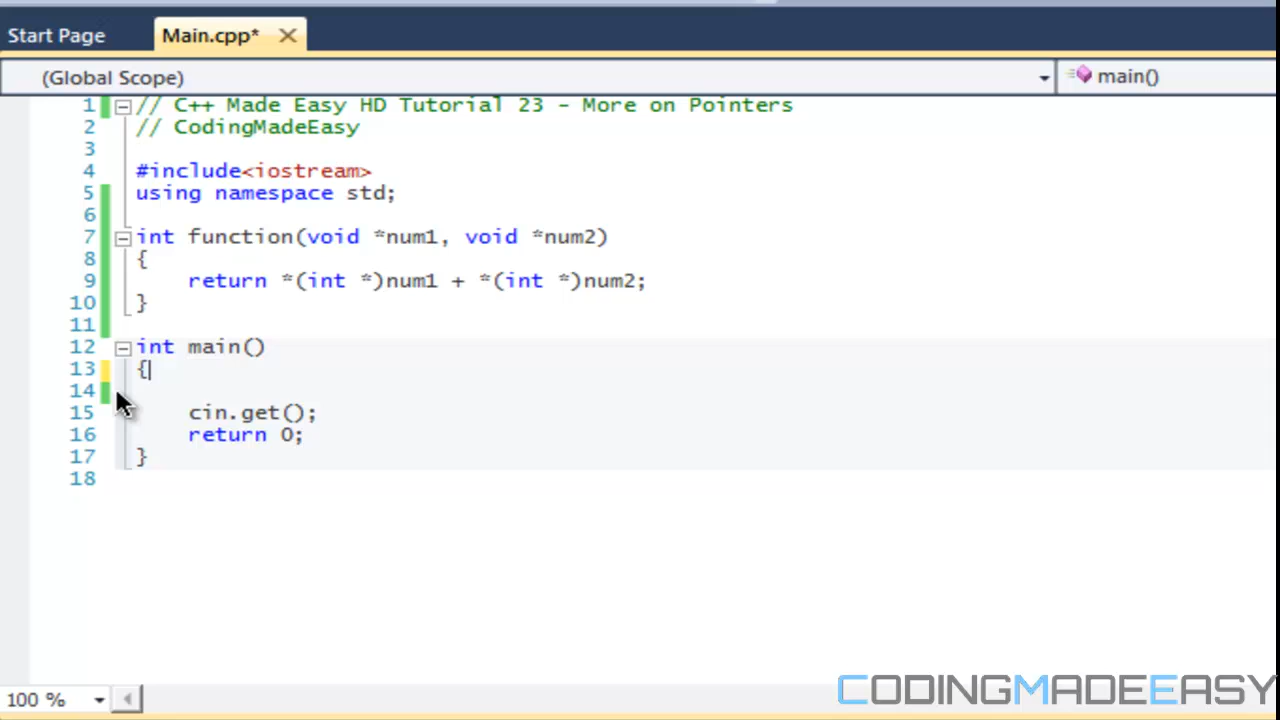 Start Page Main.cpp*
(Global Scope) main()
1 // C++ Made Easy HD Tutorial 23 - More on Pointers
2 // CodingMadeEasy
3
4 #include<iostream>
5 using namespace std;
6
7 int function(void *num1, void *num2)
8 {
9 return *(int *)num1 + *(int *)num2;
10 }
11
12 int main()
13 {
14
15 cin.get();
16 return 0;
17 }
18
100 %
CODINGMADEEASY